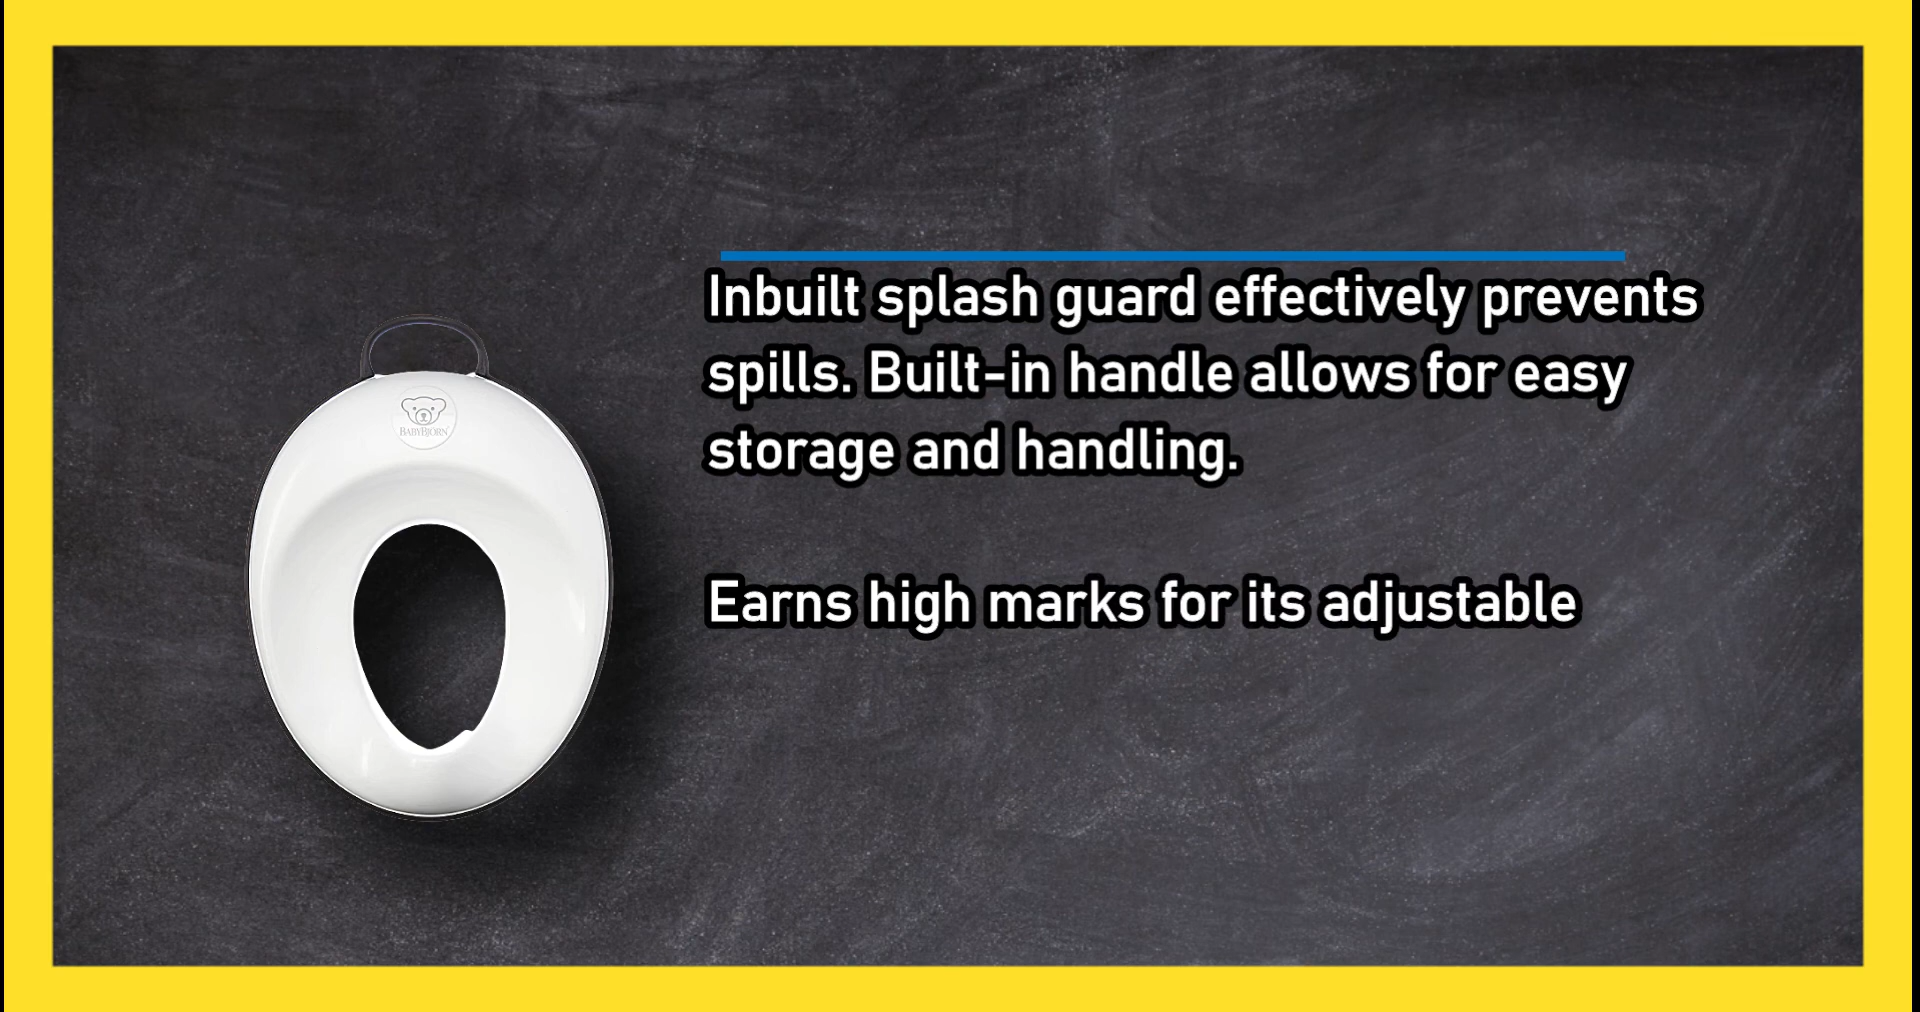 BABYBJÖRN
Inbuilt splash guard effectively prevents
spills. Built-in handle allows for easy
storage and handling.
Earns high marks for its adjustable